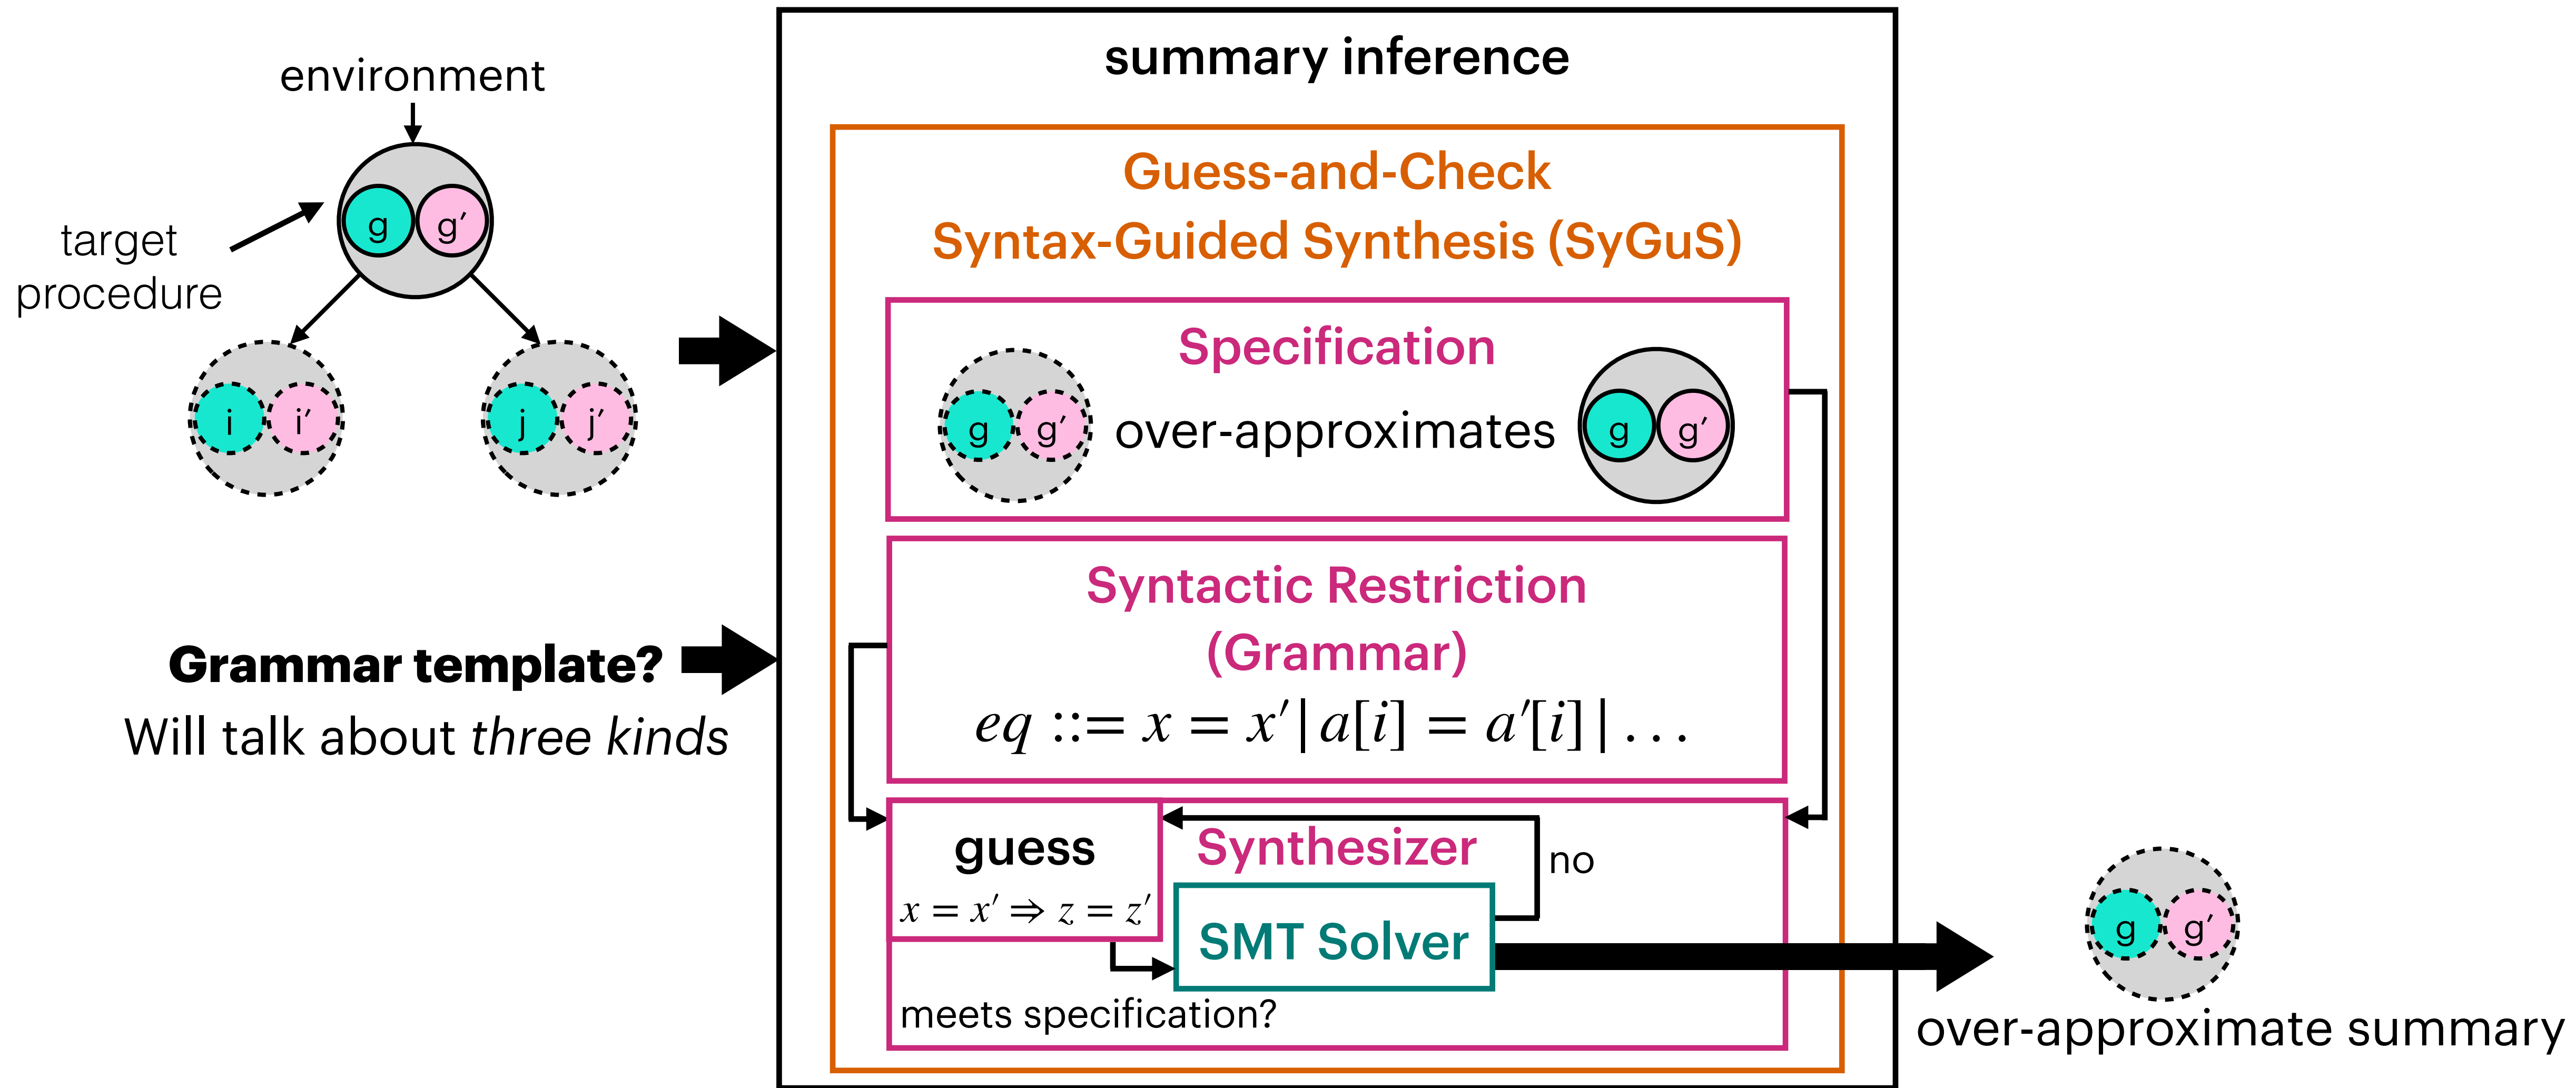 environment
g g′
target
procedure
i i′
j j′
Grammar template?
Will talk about three kinds
summary inference
Guess-and-Check
Syntax-Guided Synthesis (SyGuS)
Specification
g g′ over-approximates g g′
Syntactic Restriction
(Grammar)
eq ::= x = x′ | a[i] = a′[i] | . . .
guess
x = x′ ⇒ z = z′
Synthesizer
no
SMT Solver
meets specification?
g g′
over-approximate summary